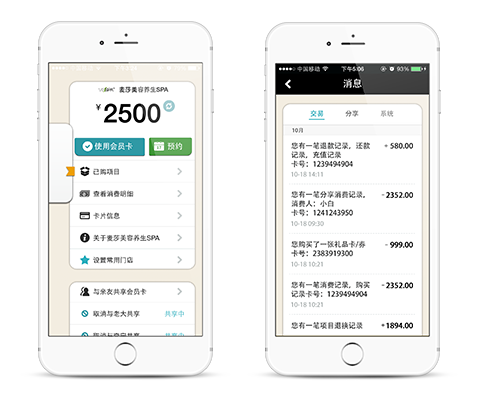 麦莎美容养生SPA
¥2500
使用会员卡
预约
已购项目
查看消费明细
卡片信息
关于麦莎美容养生SPA
设置常用门店
与亲友共享会员卡
取消与老大共享 共享中
中国移动 下午5:06 93%
消息
交易 分享 系统
10月
您有一笔退款记录，还款 +580.00
记录，充值记录
卡号：1239494904
10-18 14:11
您有一笔分享消费记录， -2352.00
消费人：小白
卡号：1241243950
10-18 09:30
您购买了一张礼品卡/券 -999.00
卡号：2383919300
10-18 10:21
您有一笔消费记录，购买 -2352.00
记录卡号：1239494904
10-18 10:21
您有一笔项目退换记录 +1894.00